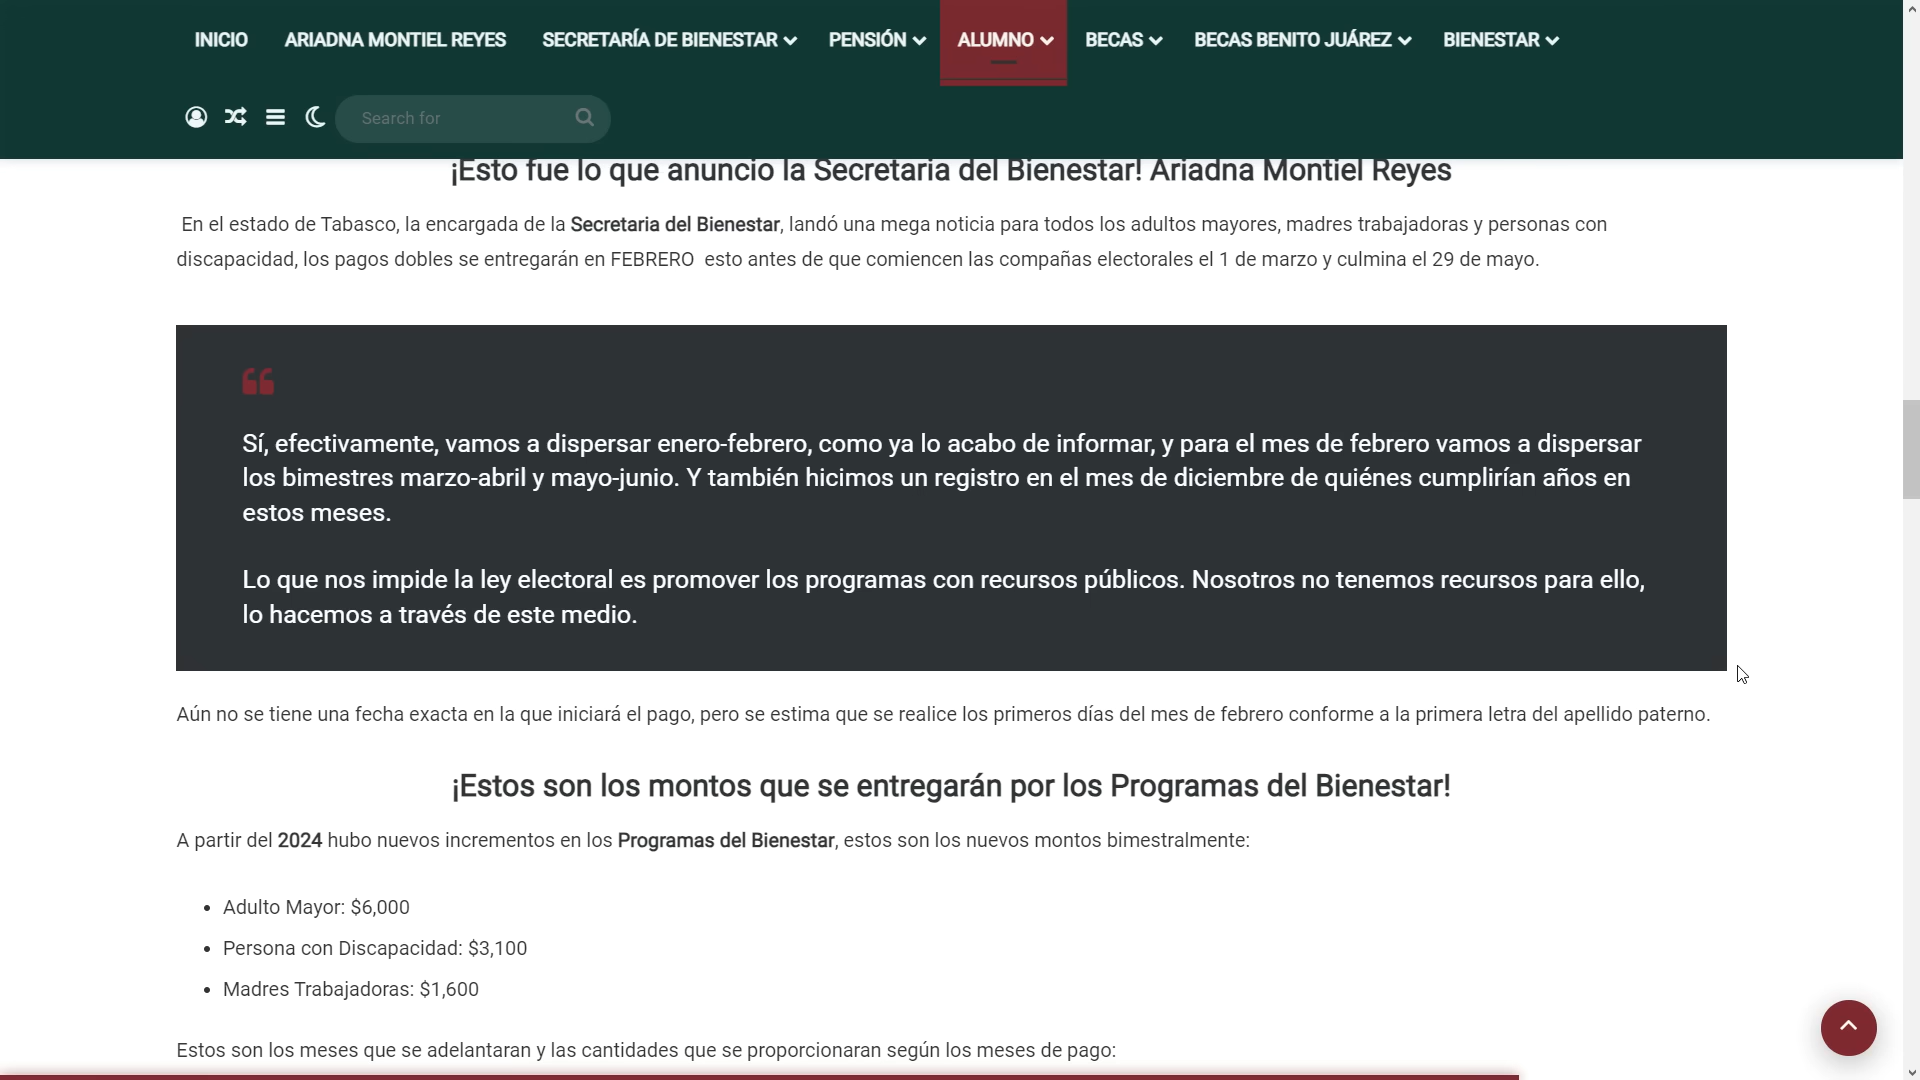 INICIO ARIADNA MONTIEL REYES SECRETARÍA DE BIENESTAR PENSIÓN ALUMNO BECAS BECAS BENITO JUÁREZ BIENESTAR
Search for
¡Esto fue lo que anuncio la Secretaria del Bienestar! Ariadna Montiel Reyes
En el estado de Tabasco, la encargada de la Secretaria del Bienestar, landó una mega noticia para todos los adultos mayores, madres trabajadoras y personas con
discapacidad, los pagos dobles se entregarán en FEBRERO esto antes de que comiencen las compañas electorales el 1 de marzo y culmina el 29 de mayo.
Sí, efectivamente, vamos a dispersar enero-febrero, como ya lo acabo de informar, y para el mes de febrero vamos a dispersar
los bimestres marzo-abril y mayo-junio. Y también hicimos un registro en el mes de diciembre de quiénes cumplirían años en
estos meses.
Lo que nos impide la ley electoral es promover los programas con recursos públicos. Nosotros no tenemos recursos para ello,
lo hacemos a través de este medio.
Aún no se tiene una fecha exacta en la que iniciará el pago, pero se estima que se realice los primeros días del mes de febrero conforme a la primera letra del apellido paterno.
¡Estos son los montos que se entregarán por los Programas del Bienestar!
A partir del 2024 hubo nuevos incrementos en los Programas del Bienestar, estos son los nuevos montos bimestralmente:
• Adulto Mayor: $6,000
• Persona con Discapacidad: $3,100
• Madres Trabajadoras: $1,600
Estos son los meses que se adelantaran y las cantidades que se proporcionaran según los meses de pago: